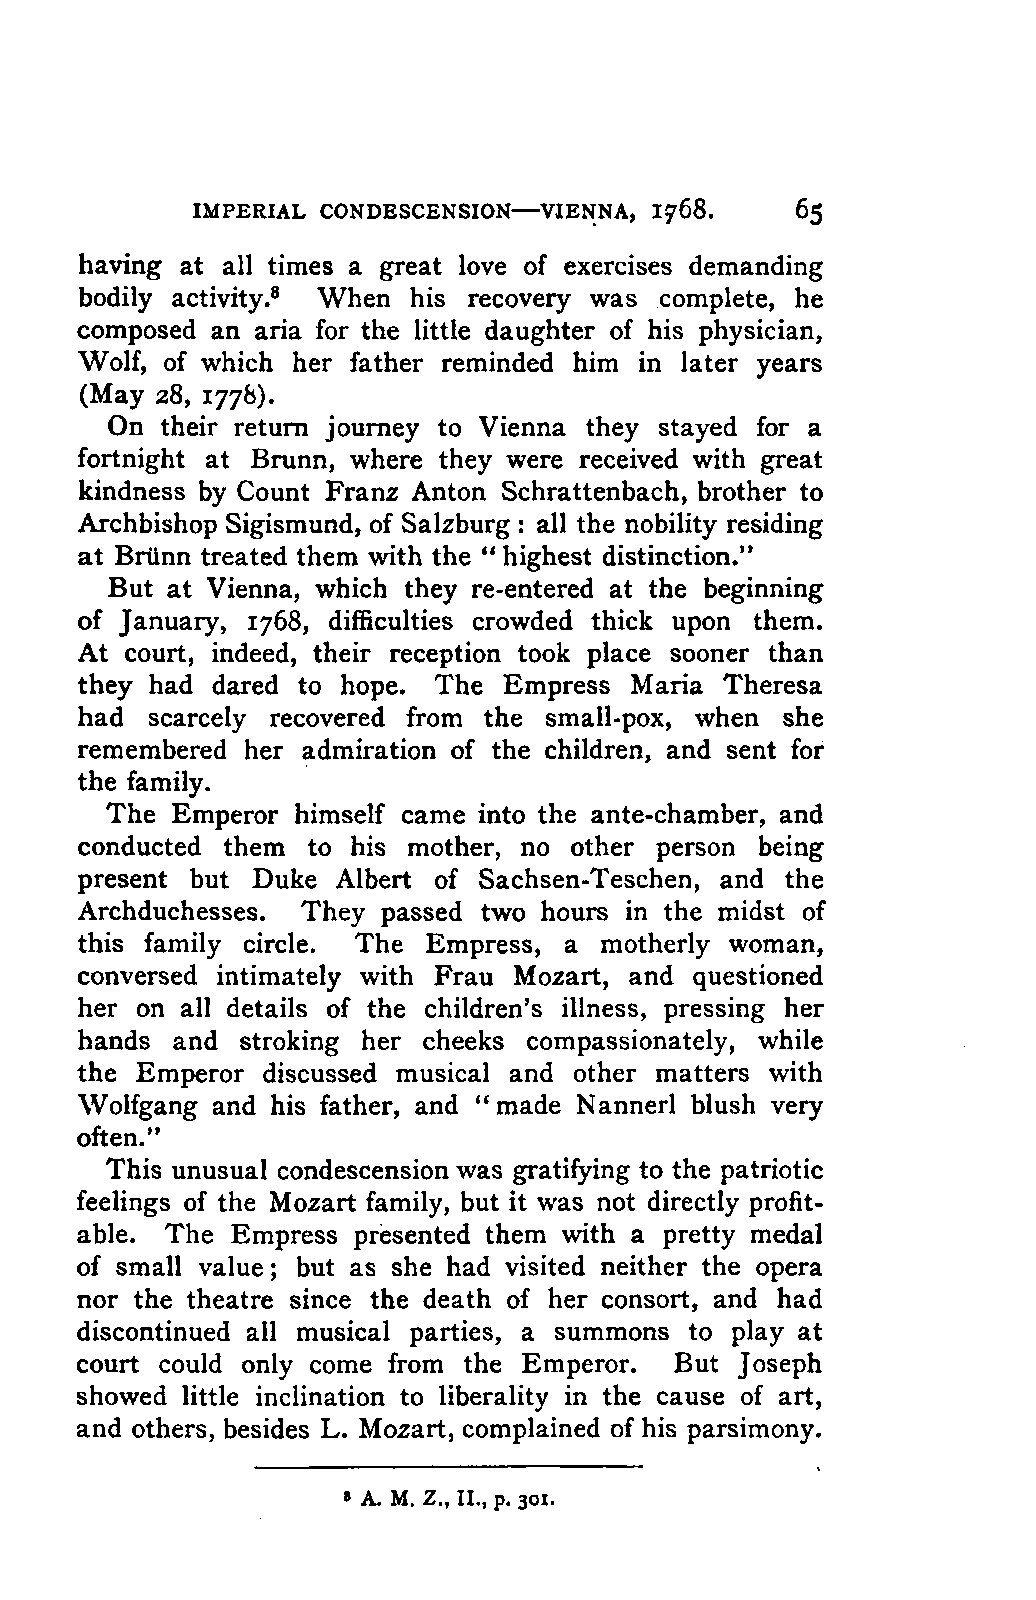 IMPERIAL CONDESCENSION—VIENNA, 1768. 65
having at all times a great love of exercises demanding
bodily activity.⁸ When his recovery was complete, he
composed an aria for the little daughter of his physician,
Wolf, of which her father reminded him in later years
(May 28, 1778).
On their return journey to Vienna they stayed for a
fortnight at Brunn, where they were received with great
kindness by Count Franz Anton Schrattenbach, brother to
Archbishop Sigismund, of Salzburg : all the nobility residing
at Brünn treated them with the “ highest distinction.”
But at Vienna, which they re-entered at the beginning
of January, 1768, difficulties crowded thick upon them.
At court, indeed, their reception took place sooner than
they had dared to hope. The Empress Maria Theresa
had scarcely recovered from the small-pox, when she
remembered her admiration of the children, and sent for
the family.
The Emperor himself came into the ante-chamber, and
conducted them to his mother, no other person being
present but Duke Albert of Sachsen-Teschen, and the
Archduchesses. They passed two hours in the midst of
this family circle. The Empress, a motherly woman,
conversed intimately with Frau Mozart, and questioned
her on all details of the children’s illness, pressing her
hands and stroking her cheeks compassionately, while
the Emperor discussed musical and other matters with
Wolfgang and his father, and “ made Nannerl blush very
often.”
This unusual condescension was gratifying to the patriotic
feelings of the Mozart family, but it was not directly profit-
able. The Empress presented them with a pretty medal
of small value ; but as she had visited neither the opera
nor the theatre since the death of her consort, and had
discontinued all musical parties, a summons to play at
court could only come from the Emperor. But Joseph
showed little inclination to liberality in the cause of art,
and others, besides L. Mozart, complained of his parsimony.
⁸ A. M. Z., II., p. 301.